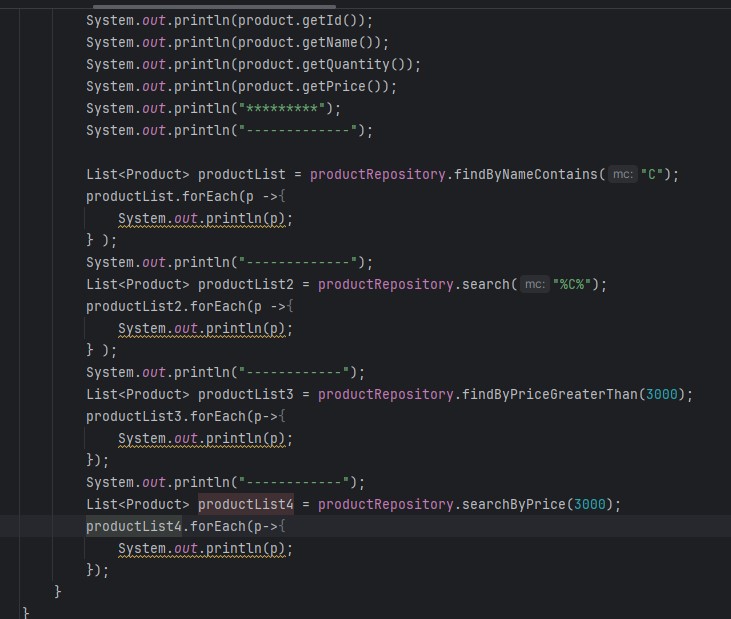 System.out.println(product.getId());
System.out.println(product.getName());
System.out.println(product.getQuantity());
System.out.println(product.getPrice());
System.out.println("*********");
System.out.println("-------------");
List<Product> productList = productRepository.findByNameContains( mc: "C");
productList.forEach(p ->{
System.out.println(p);
} );
System.out.println("-------------");
List<Product> productList2 = productRepository.search( mc: "%C%");
productList2.forEach(p ->{
System.out.println(p);
} );
System.out.println("------------");
List<Product> productList3 = productRepository.findByPriceGreaterThan(3000);
productList3.forEach(p->{
System.out.println(p);
});
System.out.println("------------");
List<Product> productList4 = productRepository.searchByPrice(3000);
productList4.forEach(p->{
System.out.println(p);
});
}
}